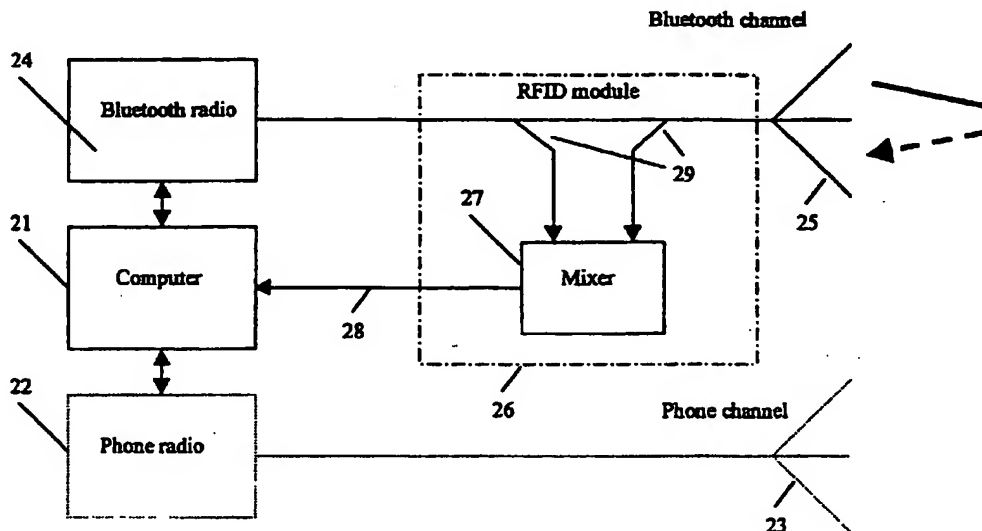 Bluetooth channel
24
Bluetooth radio
RFID module
29
25
21
27
Computer
Mixer
28
22
26
Phone channel
Phone radio
23